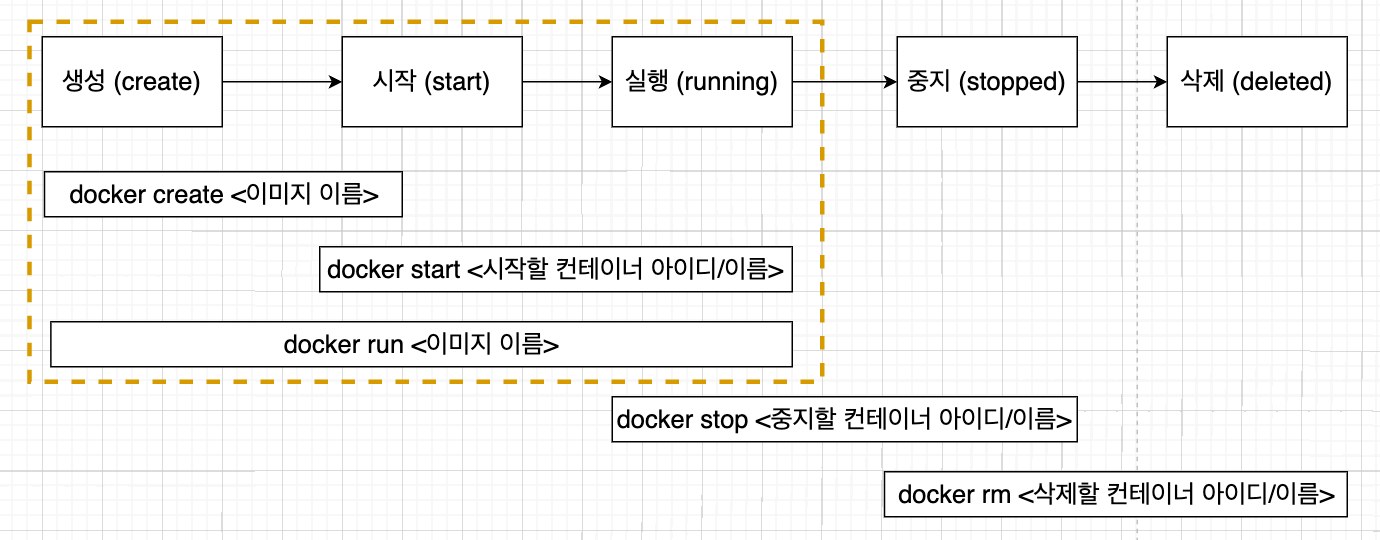 생성 (create)
시작 (start)
실행 (running)
중지 (stopped)
삭제 (deleted)
docker create <이미지 이름>
docker start <시작할 컨테이너 아이디/이름>
docker run <이미지 이름>
docker stop <중지할 컨테이너 아이디/이름>
docker rm <삭제할 컨테이너 아이디/이름>